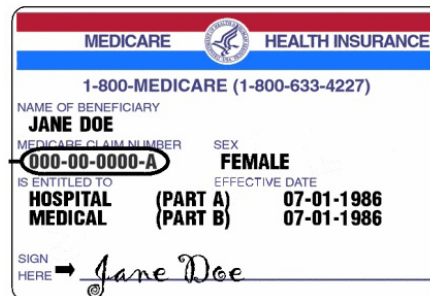 MEDICARE HEALTH INSURANCE
1-800-MEDICARE (1-800-633-4227)
NAME OF BENEFICIARY
JANE DOE
MEDICARE CLAIM NUMBER SEX
000-00-0000-A FEMALE
IS ENTITLED TO EFFECTIVE DATE
HOSPITAL (PART A) 07-01-1986
MEDICAL (PART B) 07-01-1986
SIGN
HERE Jane Doe